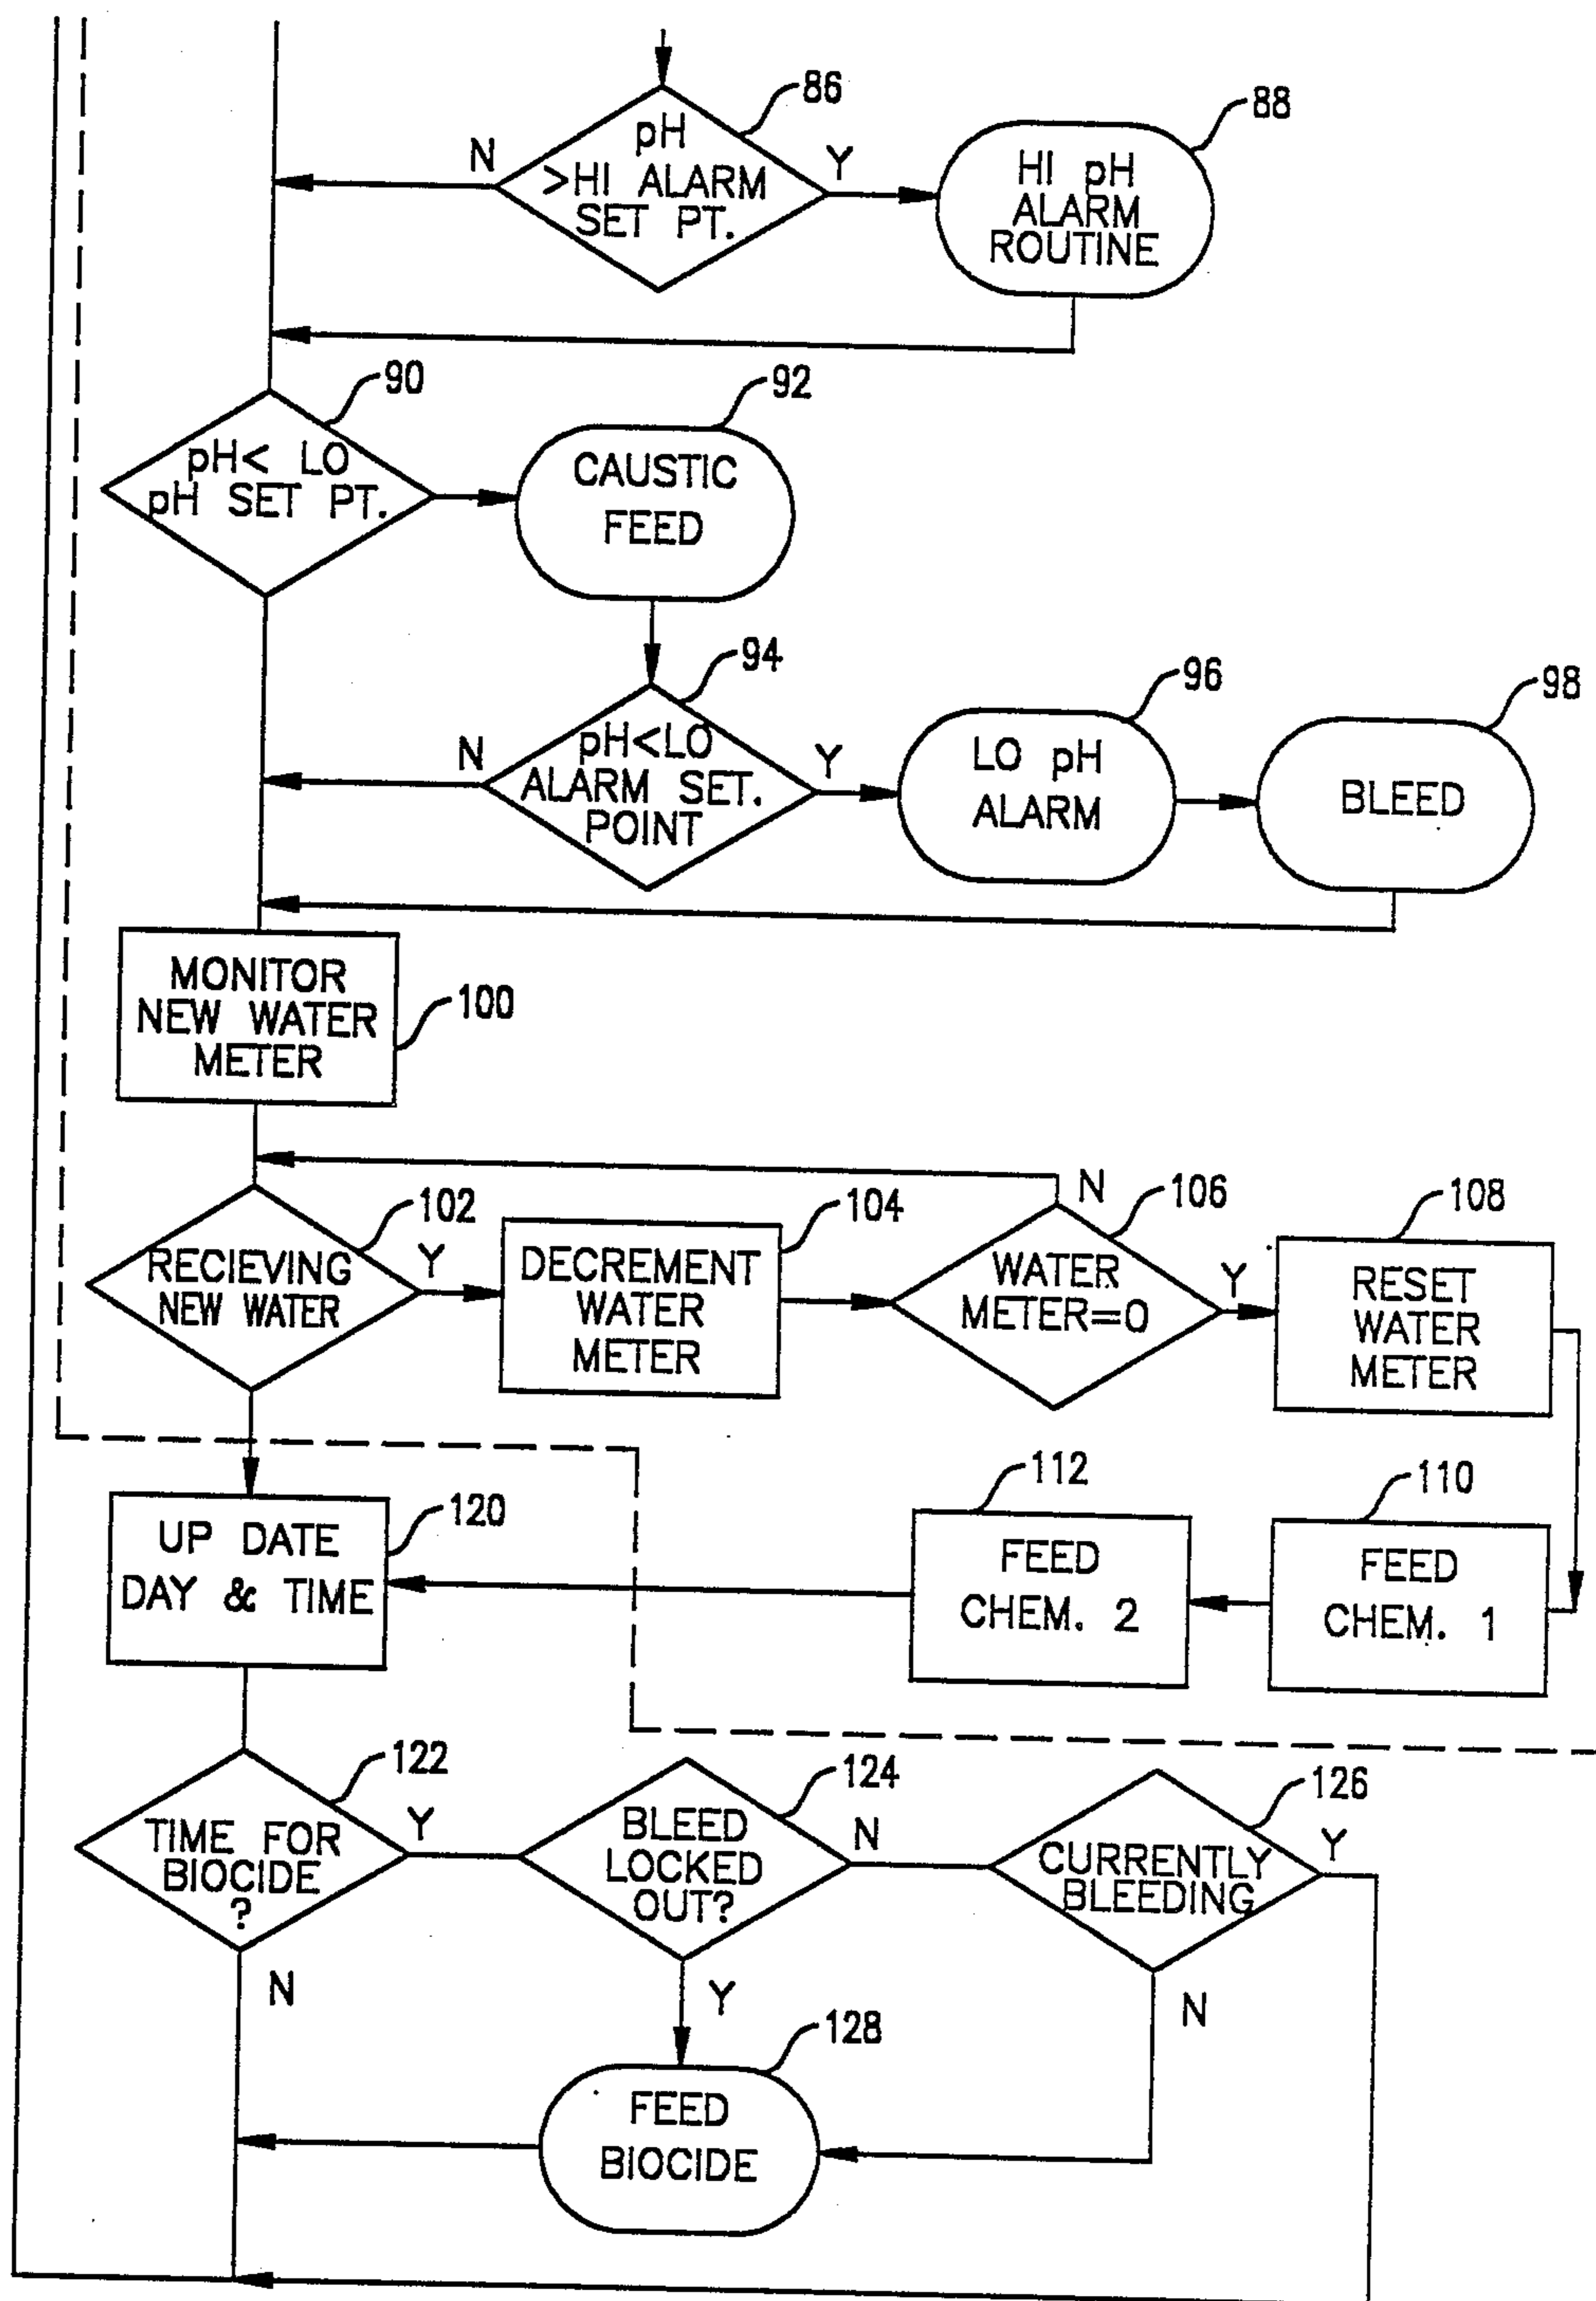 86
88
N
pH
>HI ALARM
SET PT.
Y
HI pH
ALARM
ROUTINE
90
92
pH< LO
pH SET PT.
CAUSTIC
FEED
94
96
98
N
pH<LO
ALARM SET.
POINT
Y
LO pH
ALARM
BLEED
MONITOR
NEW WATER
METER
100
102
104
N
106
108
RECIEVING
NEW WATER
Y
DECREMENT
WATER
METER
WATER
METER=0
Y
RESET
WATER
METER
112
110
120
UP DATE
DAY & TIME
FEED
CHEM. 2
FEED
CHEM. 1
122
124
126
TIME FOR
BIOCIDE
?
Y
BLEED
LOCKED
OUT?
N
CURRENTLY
BLEEDING
Y
N
Y
N
128
FEED
BIOCIDE